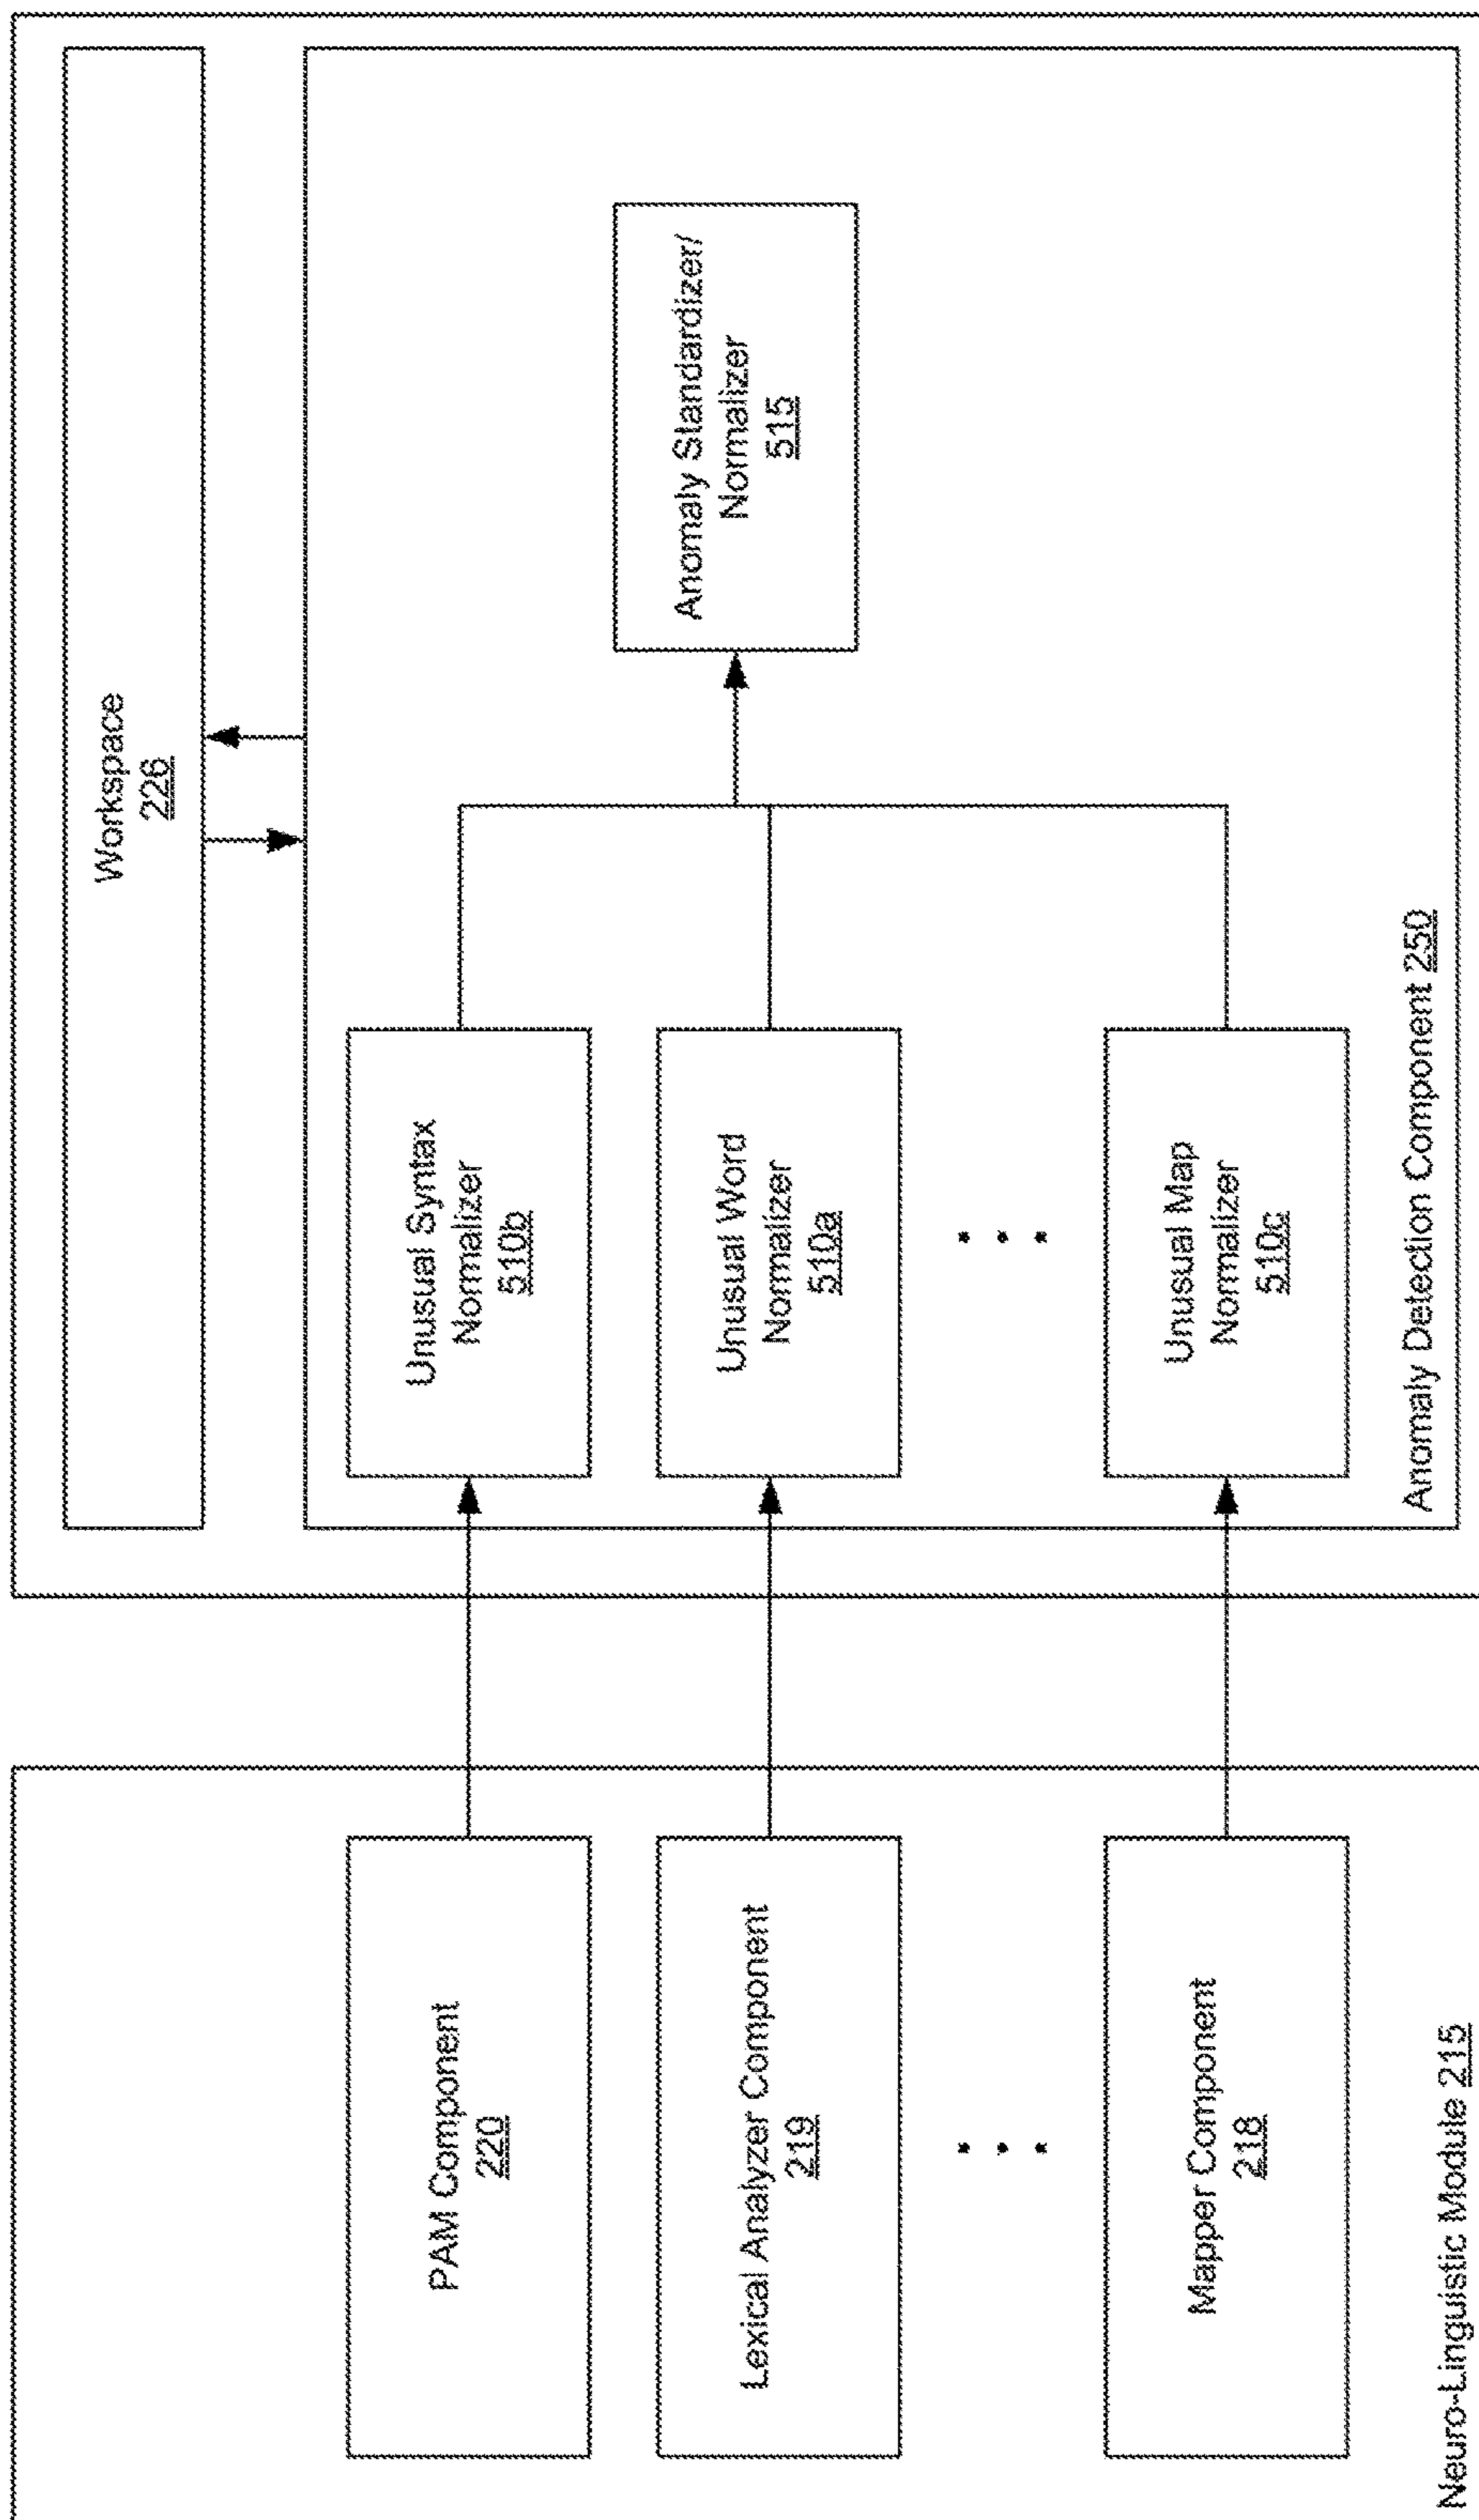 Workspace
226
PAM Component
220
Unusual Syntax
Normalizer
510b
Lexical Analyzer Component
219
Unusual Word
Normalizer
510a
Anomaly Standardizer/
Normalizer
515
Mapper Component
218
Unusual Map
Normalizer
510c
Anomaly Detection Component 250
Neuro-Linguistic Module 215